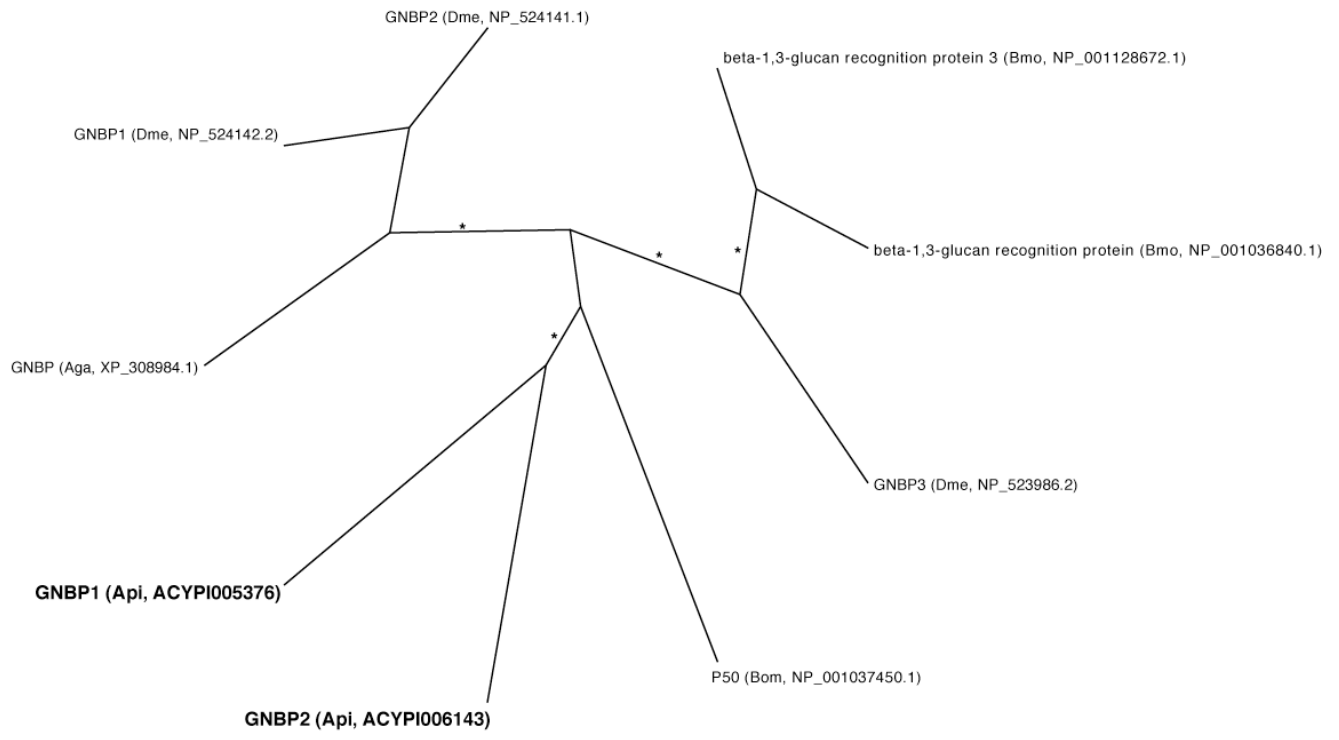 GNBP2 (Dme, NP_524141.1)
beta-1,3-glucan recognition protein 3 (Bmo, NP_001128672.1)
GNBP1 (Dme, NP_524142.2)
*
*
*
beta-1,3-glucan recognition protein (Bmo, NP_001036840.1)
*
GNBP (Aga, XP_308984.1)
GNBP3 (Dme, NP_523986.2)
GNBP1 (Api, ACYPI005376)
P50 (Bom, NP_001037450.1)
GNBP2 (Api, ACYPI006143)